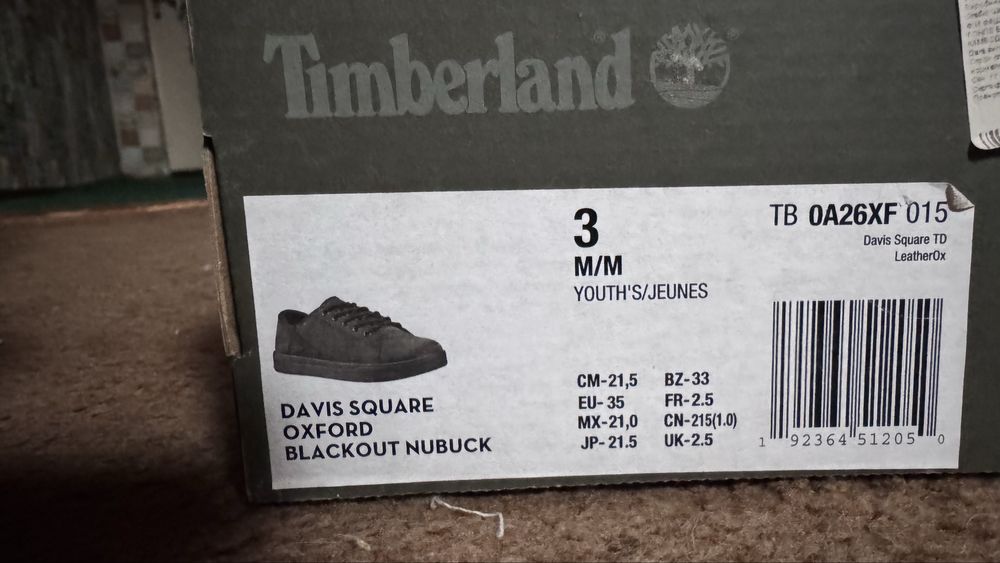 Timberland
3
M/M
YOUTH'S/JEUNES
TB 0A26XF 015
Davis Square TD
LeatherOx
DAVIS SQUARE
OXFORD
BLACKOUT NUBUCK
CM-21,5 BZ-33
EU-35 FR-2.5
MX-21,0 CN-215(1.0)
JP-21.5 UK-2.5
1 92364 51205 0